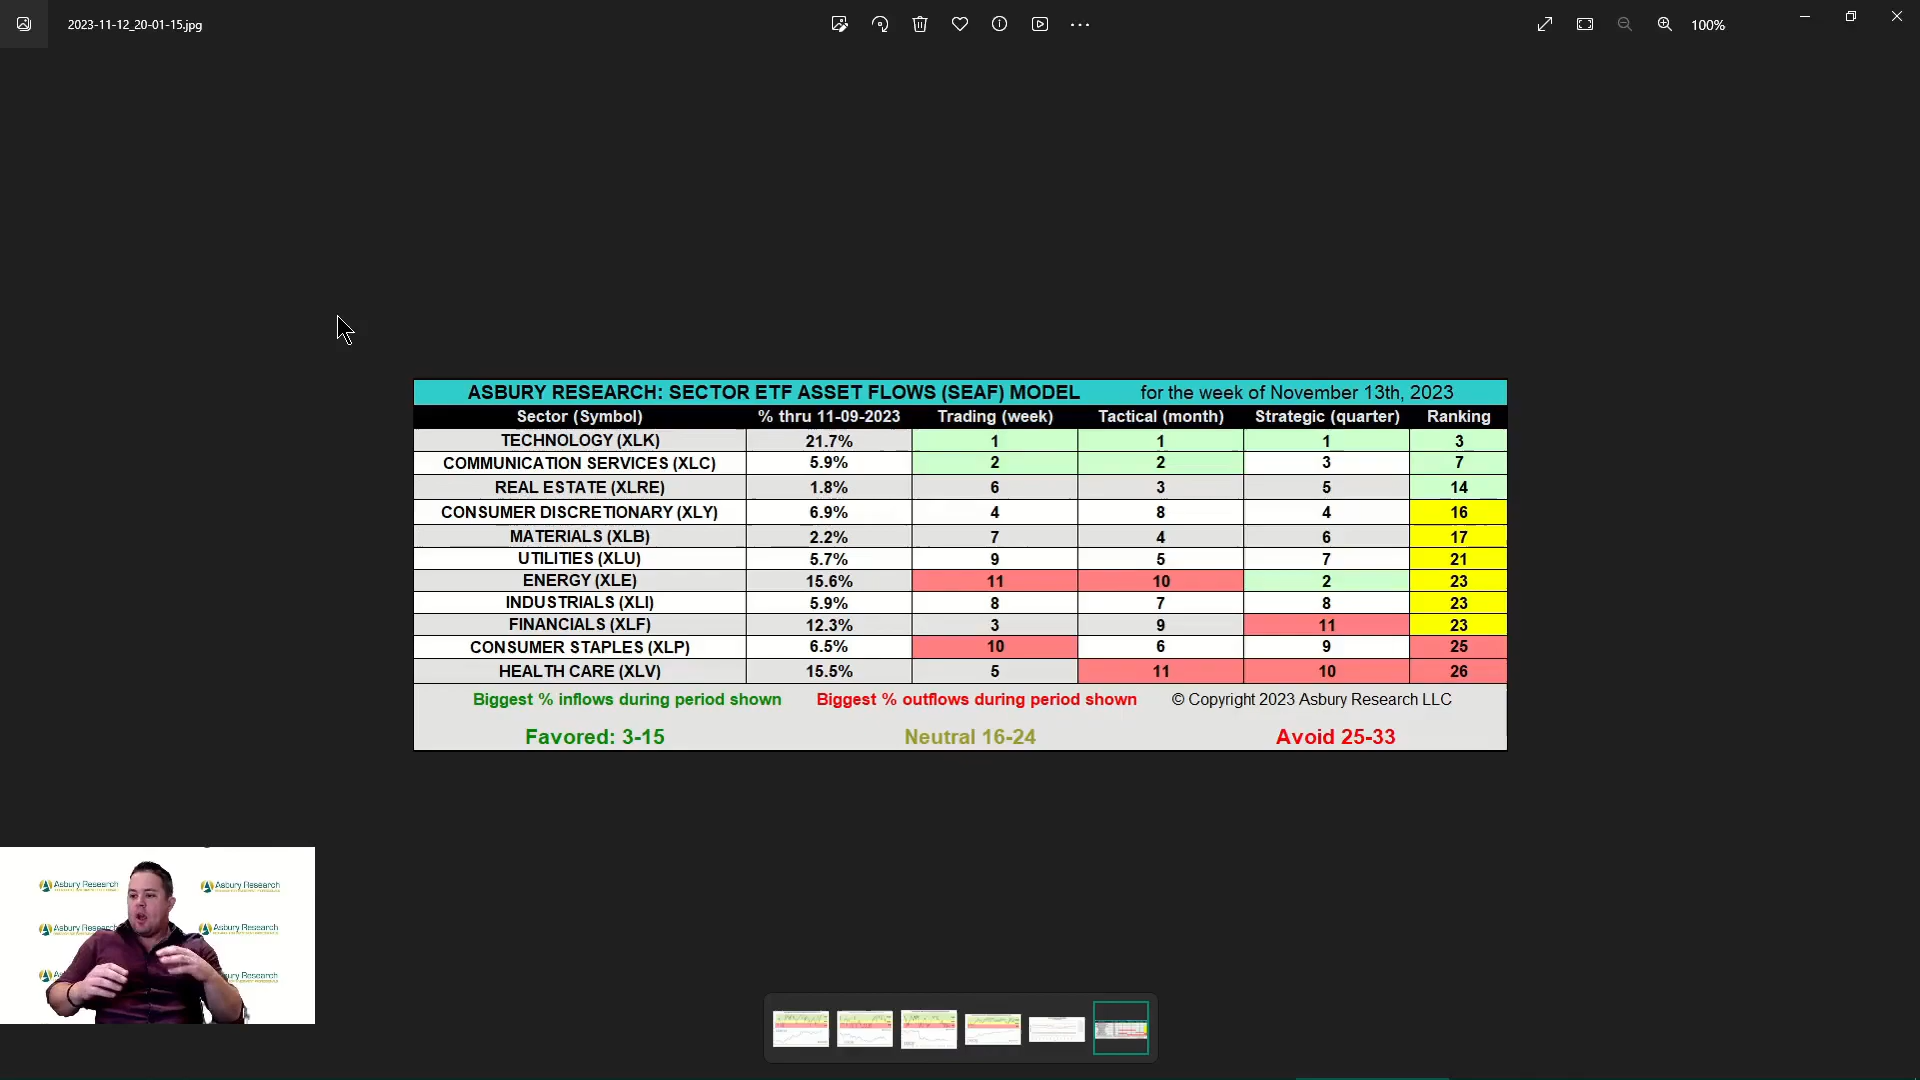 2023-11-12_20-01-15.jpg
100%
ASBURY RESEARCH: SECTOR ETF ASSET FLOWS (SEAF) MODEL for the week of November 13th, 2023
Sector (Symbol) % thru 11-09-2023 Trading (week) Tactical (month) Strategic (quarter) Ranking
TECHNOLOGY (XLK) 21.7% 1 1 1 3
COMMUNICATION SERVICES (XLC) 5.9% 2 2 3 7
REAL ESTATE (XLRE) 1.8% 6 3 5 14
CONSUMER DISCRETIONARY (XLY) 6.9% 4 8 4 16
MATERIALS (XLB) 2.2% 7 4 6 17
UTILITIES (XLU) 5.7% 9 5 7 21
ENERGY (XLE) 15.6% 11 10 2 23
INDUSTRIALS (XLI) 5.9% 8 7 8 23
FINANCIALS (XLF) 12.3% 3 9 11 23
CONSUMER STAPLES (XLP) 6.5% 10 6 9 25
HEALTH CARE (XLV) 15.5% 5 11 10 26
Biggest % inflows during period shown Biggest % outflows during period shown © Copyright 2023 Asbury Research LLC
Favored: 3-15 Neutral 16-24 Avoid 25-33
Asbury Research Asbury Research
Asbury Research Asbury Research